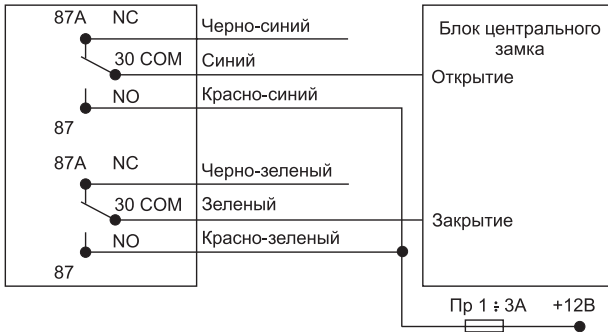 87A NC
Черно-синий
30 COM
Синий
NO
Красно-синий
87
87A NC
Черно-зеленый
30 COM
Зеленый
NO
Красно-зеленый
87
Блок центрального
замка
Открытие
Закрытие
Пр 1 ÷ 3А
+12В